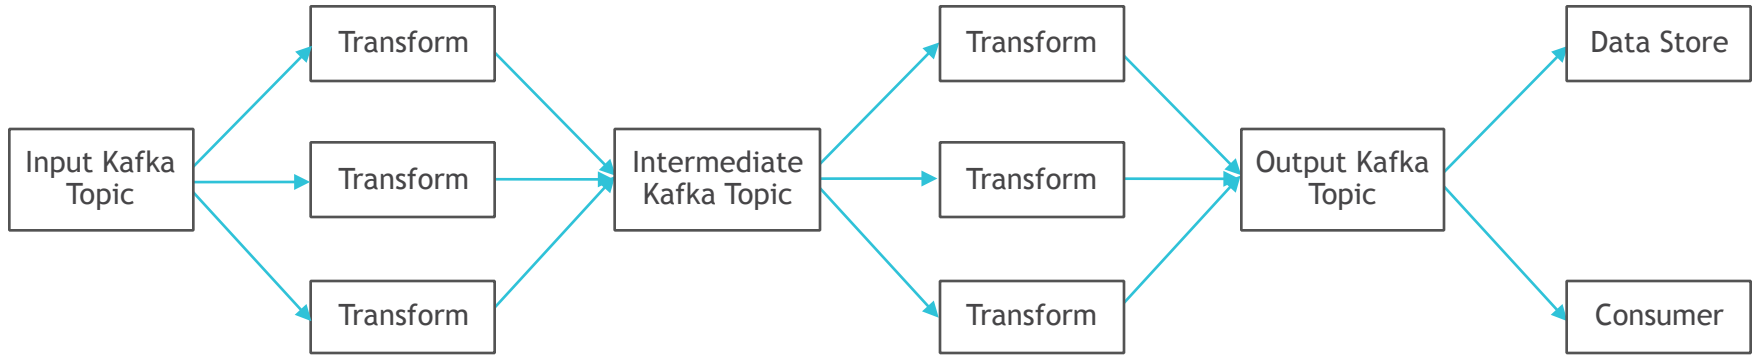 Input Kafka
Topic
Transform
Transform
Transform
Intermediate
Kafka Topic
Transform
Transform
Transform
Output Kafka
Topic
Data Store
Consumer